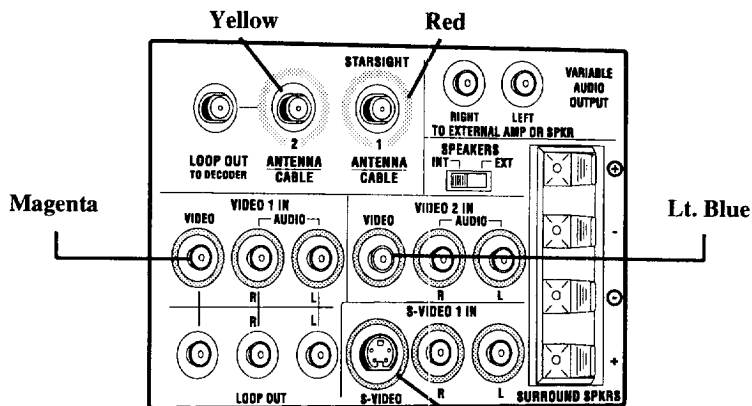 Yellow
Red
STARSIGHT
VARIABLE
AUDIO
OUTPUT
RIGHT
LEFT
TO EXTERNAL AMP OR SPKR
2
1
LOOP OUT
TO DECODER
ANTENNA
CABLE
ANTENNA
CABLE
SPEAKERS
INT
EXT
+
Magenta
VIDEO 1 IN
VIDEO
AUDIO
VIDEO 2 IN
VIDEO
AUDIO
Lt. Blue
-
R
L
R
L
R
L
S-VIDEO 1 IN
-
+
LOOP OUT
S-VIDEO
R
L
SURROUND SPKRS